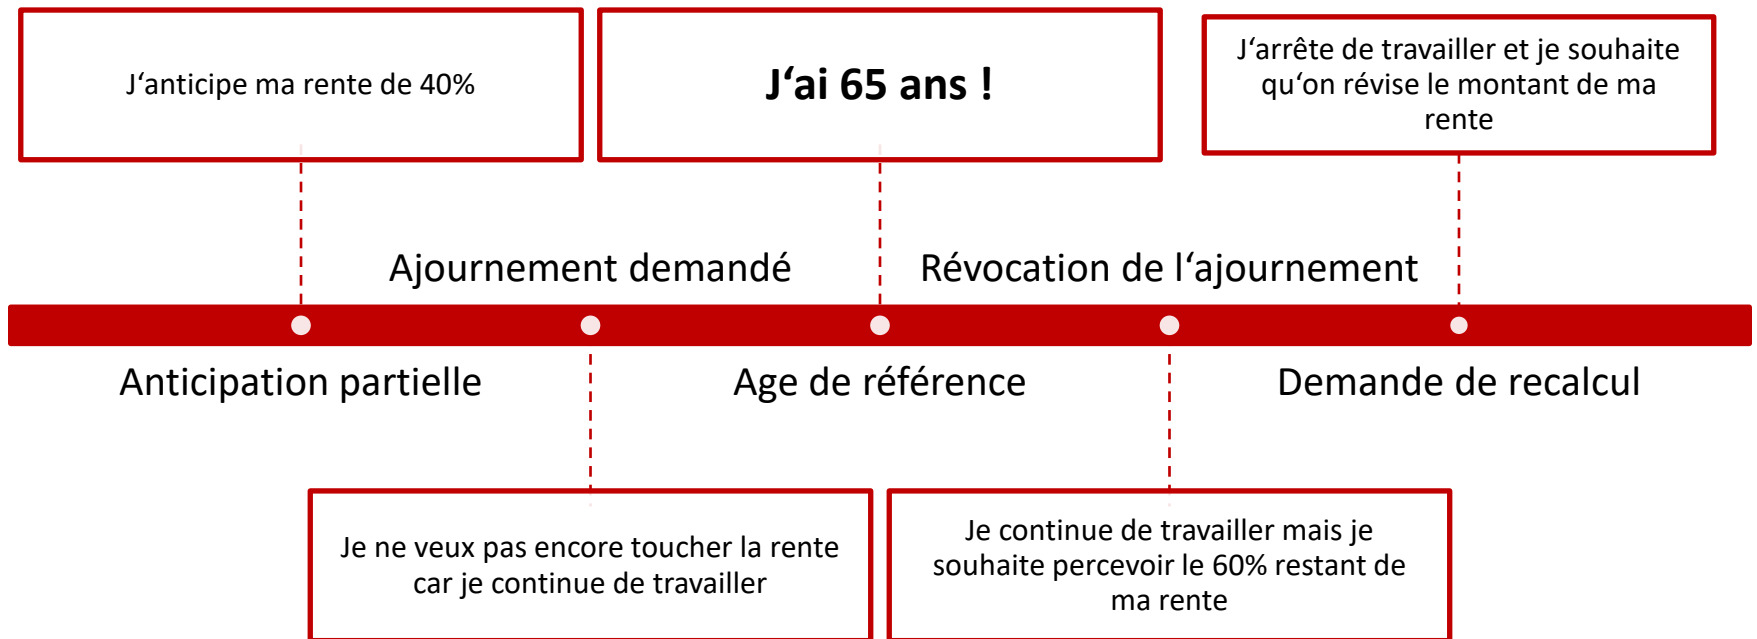 J‘anticipe ma rente de 40%
J‘ai 65 ans !
J‘arrête de travailler et je souhaite
qu‘on révise le montant de ma
rente
Ajournement demandé
Révocation de l‘ajournement
Anticipation partielle
Age de référence
Demande de recalcul
Je ne veux pas encore toucher la rente
car je continue de travailler
Je continue de travailler mais je
souhaite percevoir le 60% restant de
ma rente